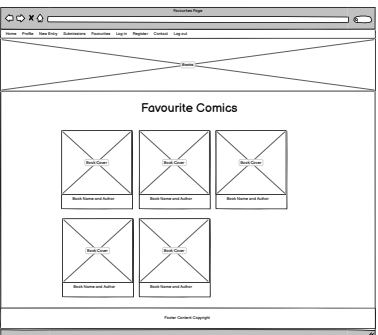 Favourites Page
Home Profile New Entry Submissions Favourites Log in Register Contact Log out
Books
Favourite Comics
Book Cover Book Cover Book Cover
Book Name and Author Book Name and Author Book Name and Author
Book Cover Book Cover
Book Name and Author Book Name and Author
Footer Content Copyright